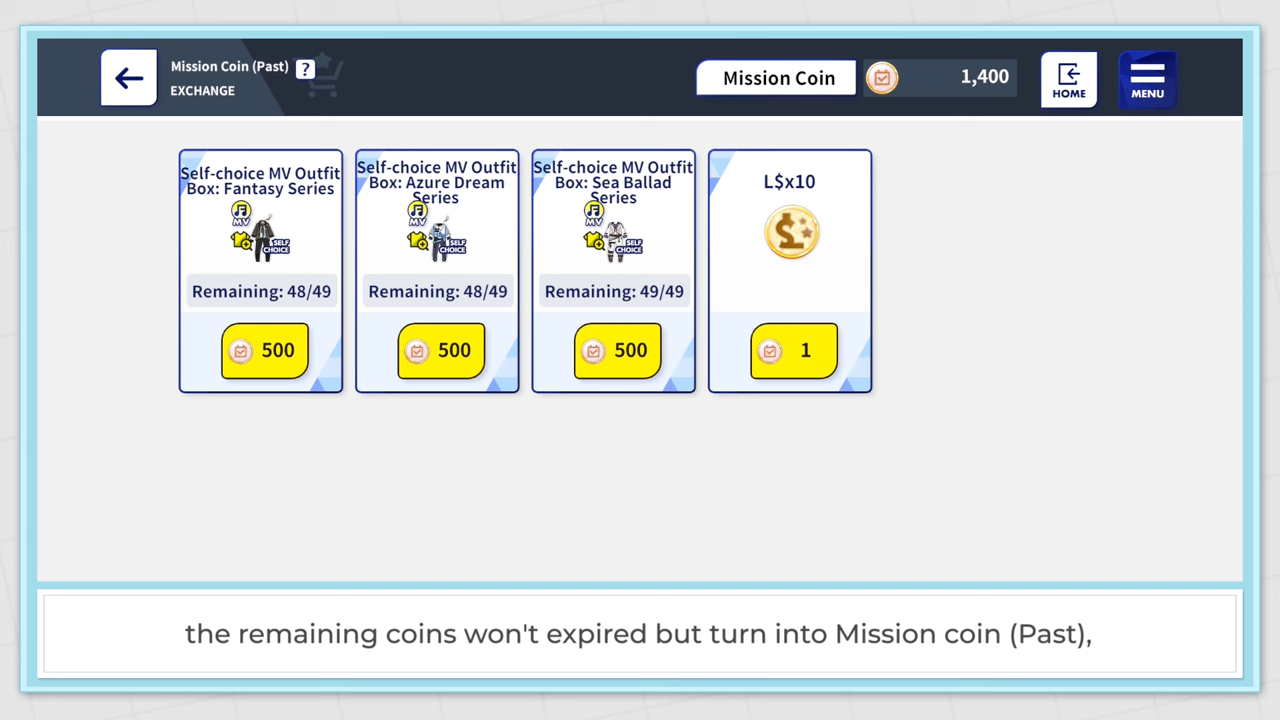 Mission Coin (Past) ?
EXCHANGE
Mission Coin
1,400
HOME
MENU
Self-choice MV Outfit
Box: Fantasy Series
MV
SELF
CHOICE
Remaining: 48/49
500
Self-choice MV Outfit
Box: Azure Dream
Series
MV
SELF
CHOICE
Remaining: 48/49
500
Self-choice MV Outfit
Box: Sea Ballad
Series
MV
SELF
CHOICE
Remaining: 49/49
500
L$x10
1
the remaining coins won't expired but turn into Mission coin (Past),